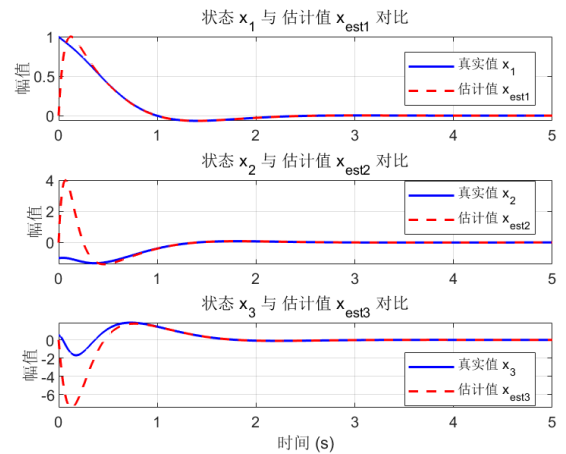 状态 x1 与 估计值 xest1 对比
1
0.5
0
幅值
真实值 x1
估计值 xest1
0 1 2 3 4 5
状态 x2 与 估计值 xest2 对比
4
2
0
幅值
真实值 x2
估计值 xest2
0 1 2 3 4 5
状态 x3 与 估计值 xest3 对比
0
-2
-4
-6
幅值
真实值 x3
估计值 xest3
0 1 2 3 4 5
时间 (s)